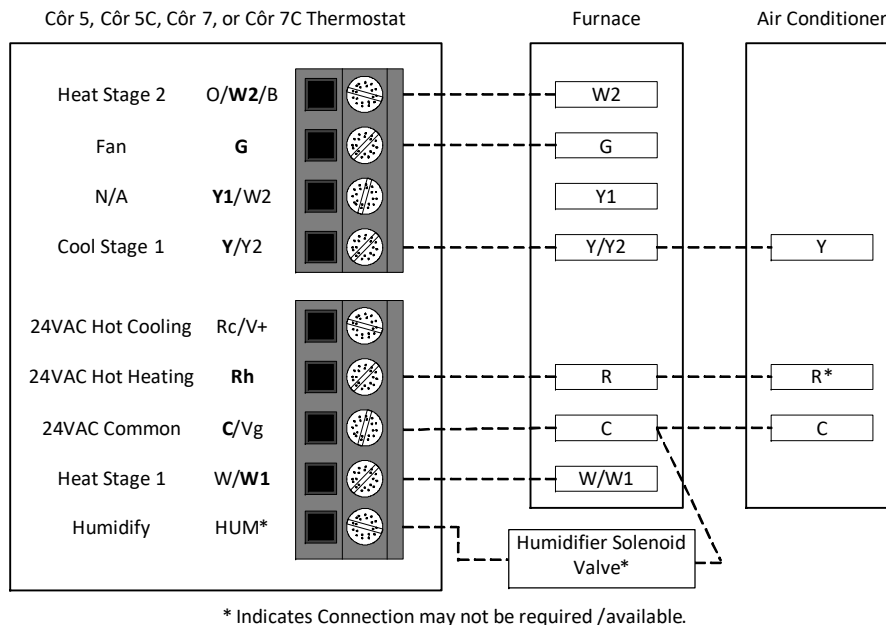 Côr 5, Côr 5C, Côr 7, or Côr 7C Thermostat
Furnace
Air Conditioner
Heat Stage 2 O/W2/B
W2
Fan G
G
N/A Y1/W2
Y1
Cool Stage 1 Y/Y2
Y/Y2
Y
24VAC Hot Cooling Rc/V+
24VAC Hot Heating Rh
R
R*
24VAC Common C/Vg
C
C
Heat Stage 1 W/W1
W/W1
Humidify HUM*
Humidifier Solenoid
Valve*
* Indicates Connection may not be required /available.